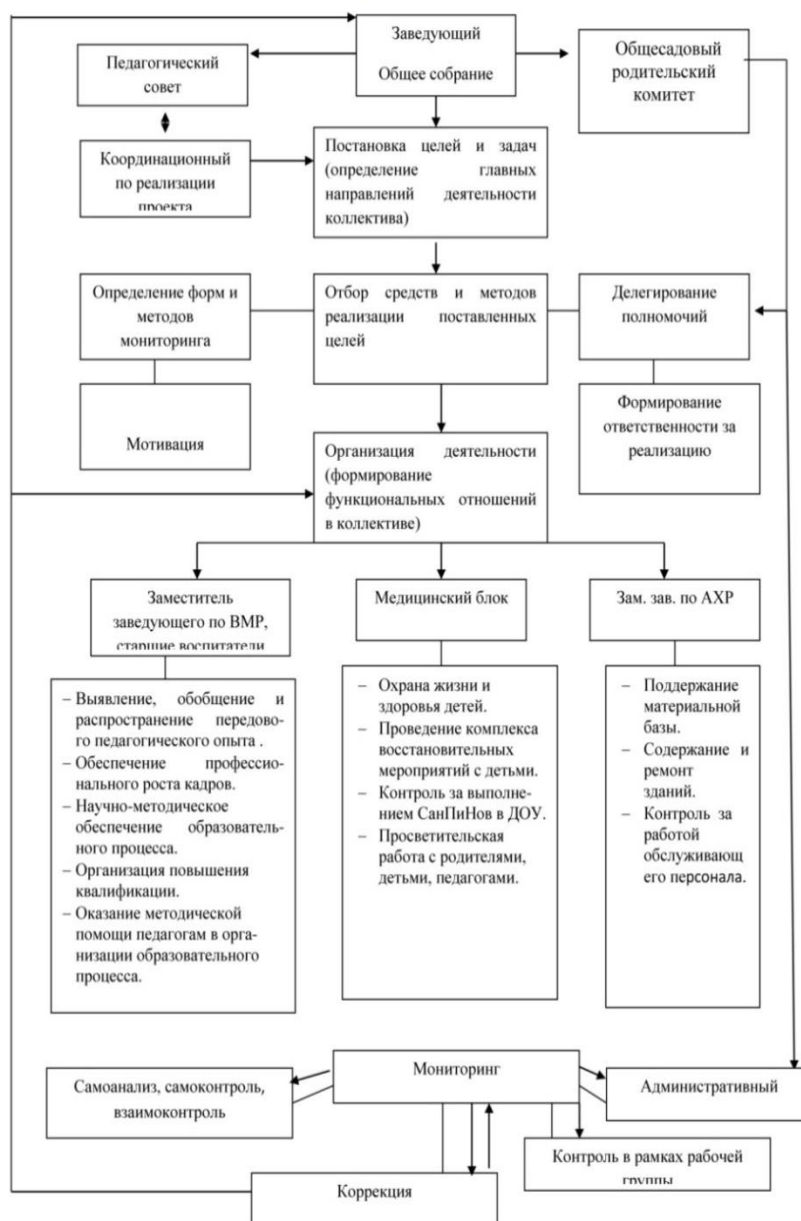 Заведующий
Общее собрание
Педагогический
совет
Общесадовый
родительский
комитет
Координационный
по реализации
проекта
Постановка целей и задач
(определение главных
направлений деятельности
коллектива)
Определение форм и
методов
мониторинга
Отбор средств и методов
реализации поставленных
целей
Делегирование
полномочий
Мотивация
Формирование
ответственности за
реализацию
Организация деятельности
(формирование
функциональных отношений
в коллективе)
Заместитель
заведующего по ВМР,
старшие воспитатели
Медицинский блок
Зам. зав. по АХР
– Выявление, обобщение и
распространение передово-
го педагогического опыта .
– Обеспечение профессио-
нального роста кадров.
– Научно-методическое
обеспечение образователь-
ного процесса.
– Организация повышения
квалификации.
– Оказание методической
помощи педагогам в орга-
низации образовательного
процесса.
– Охрана жизни и
здоровья детей.
– Проведение комплекса
восстановительных
мероприятий с детьми.
– Контроль за выполне-
нием СанПиНов в ДОУ.
– Просветительская
работа с родителями,
детьми, педагогами.
– Поддержание
материальной
базы.
– Содержание и
ремонт
зданий.
– Контроль за
работой
обслуживающ
его персонала.
Мониторинг
Самоанализ, самоконтроль,
взаимоконтроль
Административный
Контроль в рамках рабочей
группы
Коррекция